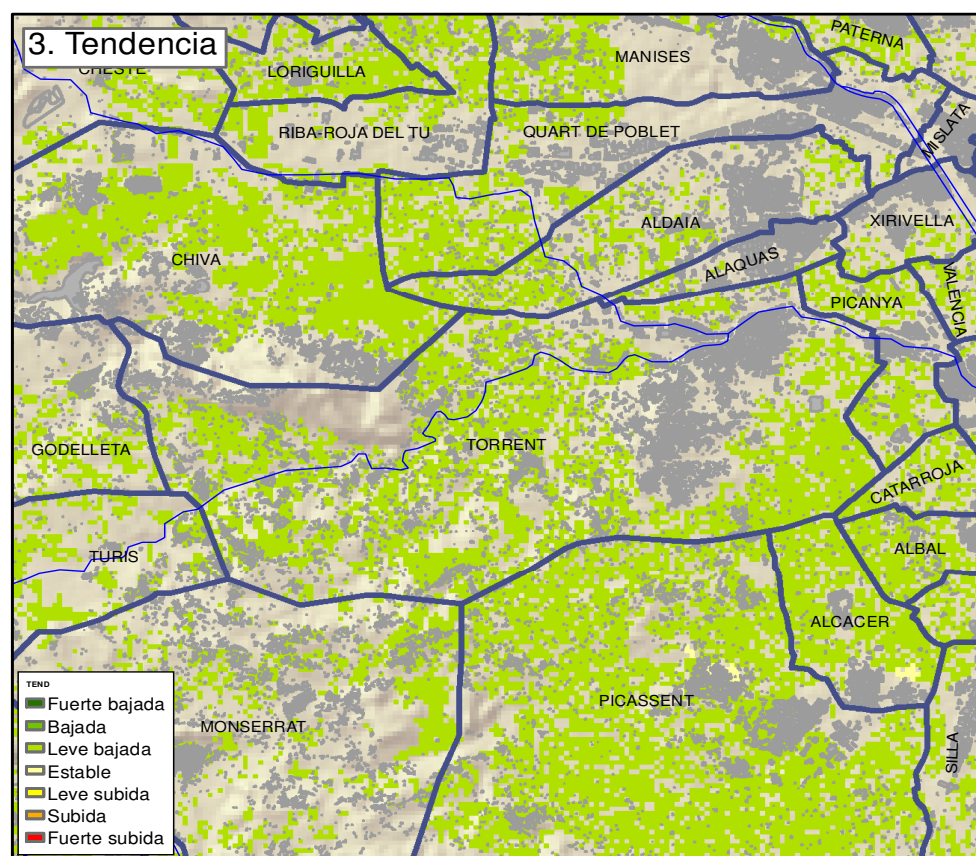 3. Tendencia
CHESTE
LORIGUILLA
MANISES
PATERNA
RIBA-ROJA DEL TU
QUART DE POBLET
MISLATA
ALDAIA
XIRIVELLA
CHIVA
ALAQUAS
PICANYA
VALENCIA
GODELLETA
TORRENT
CATARROJA
TURIS
ALBAL
ALCACER
MONSERRAT
PICASSENT
SILLA
TEND
Fuerte bajada
Bajada
Leve bajada
Estable
Leve subida
Subida
Fuerte subida